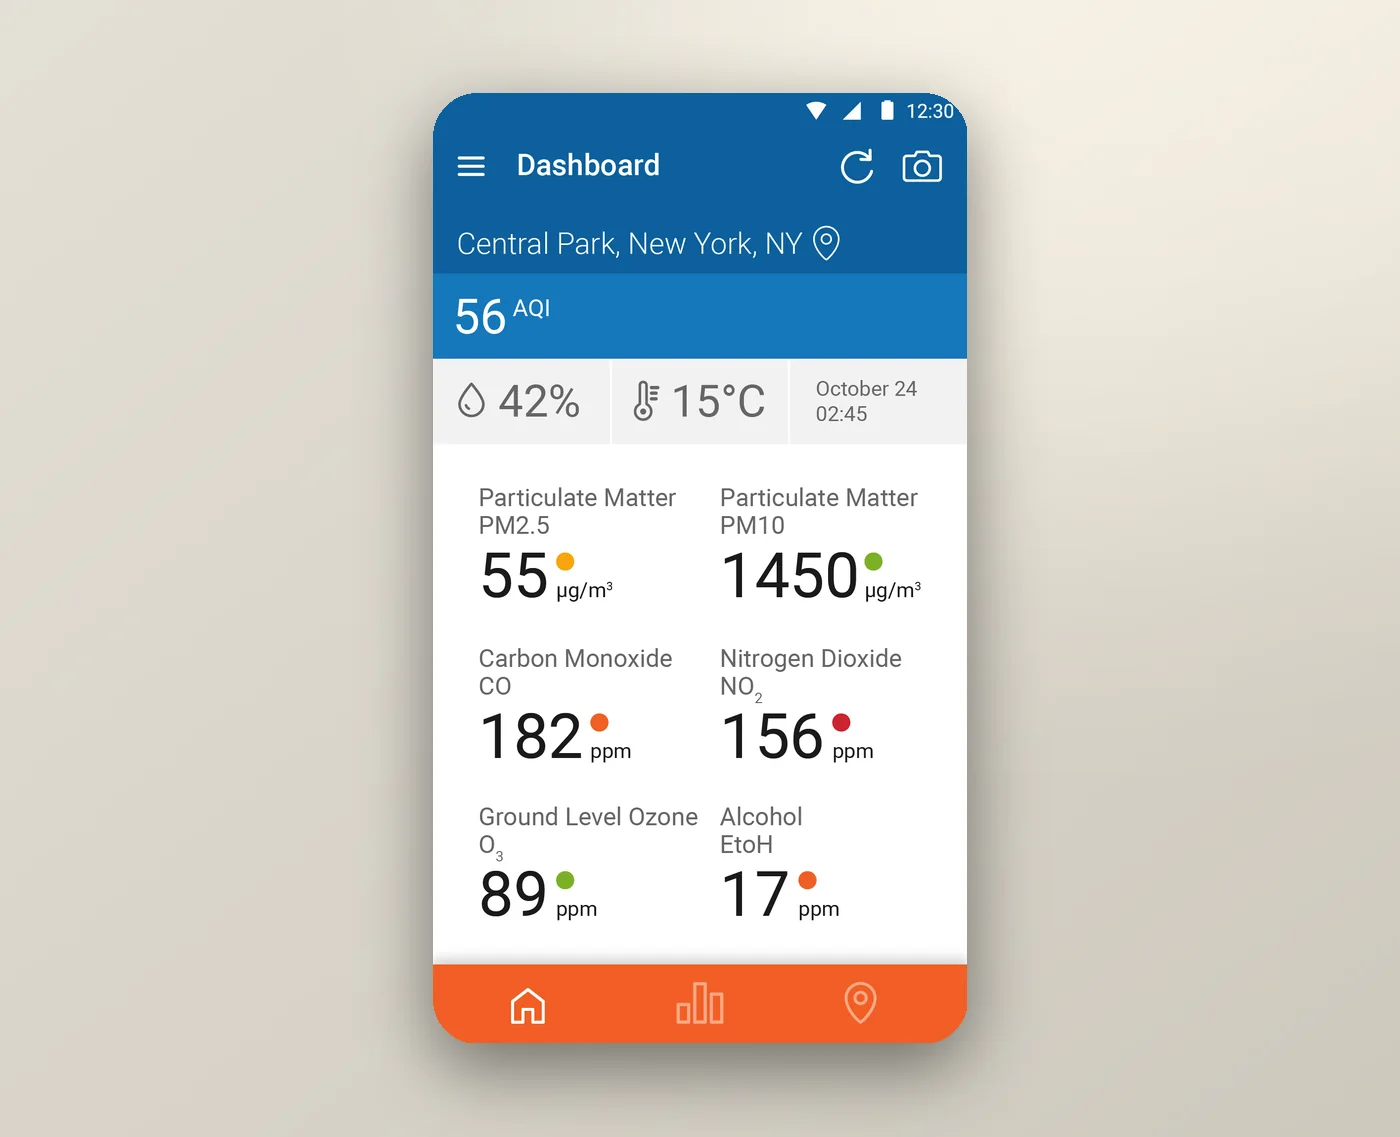 12:30
Dashboard
Central Park, New York, NY
56 AQI
42%
15°C
October 24
02:45
Particulate Matter
PM2.5
55 µg/m³
Particulate Matter
PM10
1450 µg/m³
Carbon Monoxide
CO
182 ppm
Nitrogen Dioxide
NO₂
156 ppm
Ground Level Ozone
O₃
89 ppm
Alcohol
EtoH
17 ppm